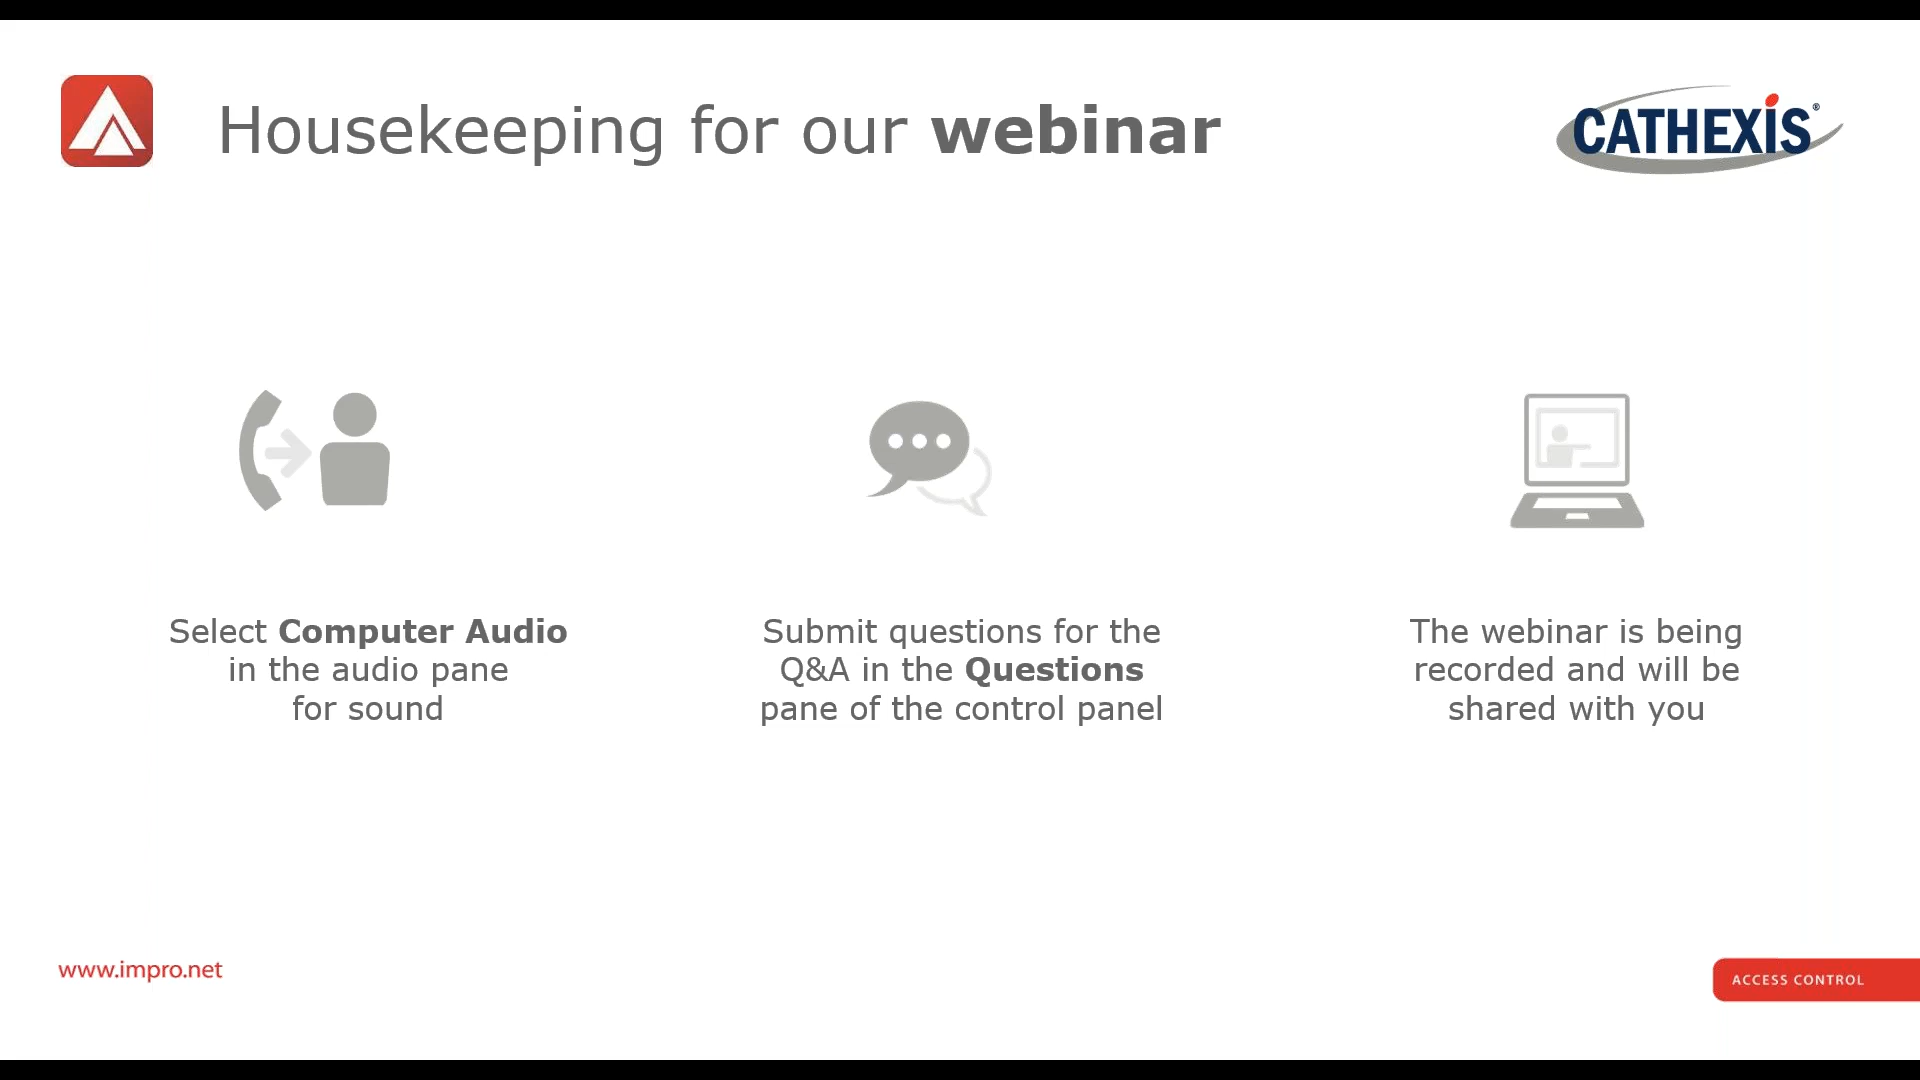 Housekeeping for our webinar
CATHEXIS®
Select Computer Audio
in the audio pane
for sound
Submit questions for the
Q&A in the Questions
pane of the control panel
The webinar is being
recorded and will be
shared with you
www.impro.net
ACCESS CONTROL